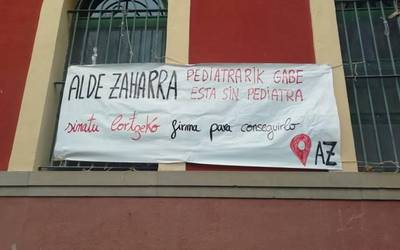 ALDE ZAHARRA PEDIATRARIK GABE
ESTA SIN PEDIATRA
sinatu lortzeko firma para conseguirlo
AZ